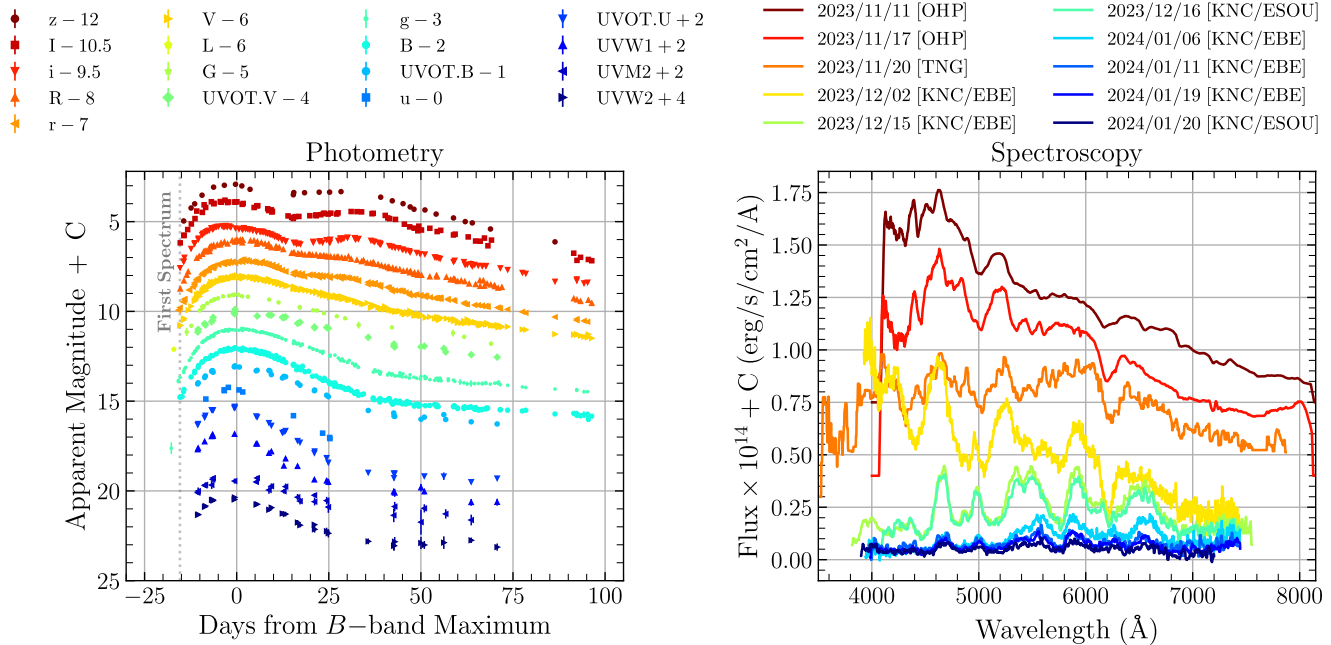 z − 12
I − 10.5
i − 9.5
R − 8
r − 7
V − 6
L − 6
G − 5
UVOT.V − 4
g − 3
B − 2
UVOT.B − 1
u − 0
UVOT.U + 2
UVW1 + 2
UVM2 + 2
UVW2 + 4
2023/11/11 [OHP]
2023/11/17 [OHP]
2023/11/20 [TNG]
2023/12/02 [KNC/EBE]
2023/12/15 [KNC/EBE]
2023/12/16 [KNC/ESOU]
2024/01/06 [KNC/EBE]
2024/01/11 [KNC/EBE]
2024/01/19 [KNC/EBE]
2024/01/20 [KNC/ESOU]
Photometry
Apparent Magnitude + C
5
10
15
20
25
First Spectrum
−25
0
25
50
75
100
Days from B−band Maximum
Spectroscopy
Flux × 10¹⁴ + C (erg/s/cm²/A)
1.75
1.50
1.25
1.00
0.75
0.50
0.25
0.00
4000
5000
6000
7000
8000
Wavelength (Å)